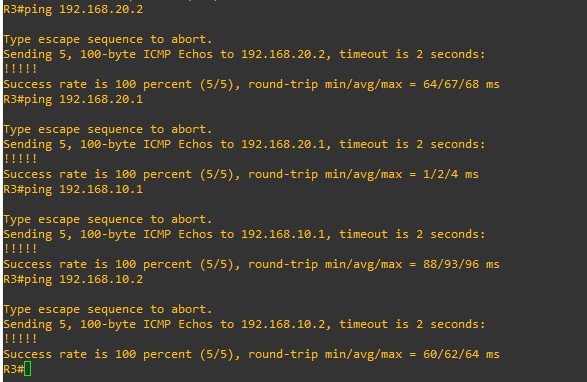 R3#ping 192.168.20.2
Type escape sequence to abort.
Sending 5, 100-byte ICMP Echos to 192.168.20.2, timeout is 2 seconds:
!!!!!
Success rate is 100 percent (5/5), round-trip min/avg/max = 64/67/68 ms
R3#ping 192.168.20.1
Type escape sequence to abort.
Sending 5, 100-byte ICMP Echos to 192.168.20.1, timeout is 2 seconds:
!!!!!
Success rate is 100 percent (5/5), round-trip min/avg/max = 1/2/4 ms
R3#ping 192.168.10.1
Type escape sequence to abort.
Sending 5, 100-byte ICMP Echos to 192.168.10.1, timeout is 2 seconds:
!!!!!
Success rate is 100 percent (5/5), round-trip min/avg/max = 88/93/96 ms
R3#ping 192.168.10.2
Type escape sequence to abort.
Sending 5, 100-byte ICMP Echos to 192.168.10.2, timeout is 2 seconds:
!!!!!
Success rate is 100 percent (5/5), round-trip min/avg/max = 60/62/64 ms
R3#